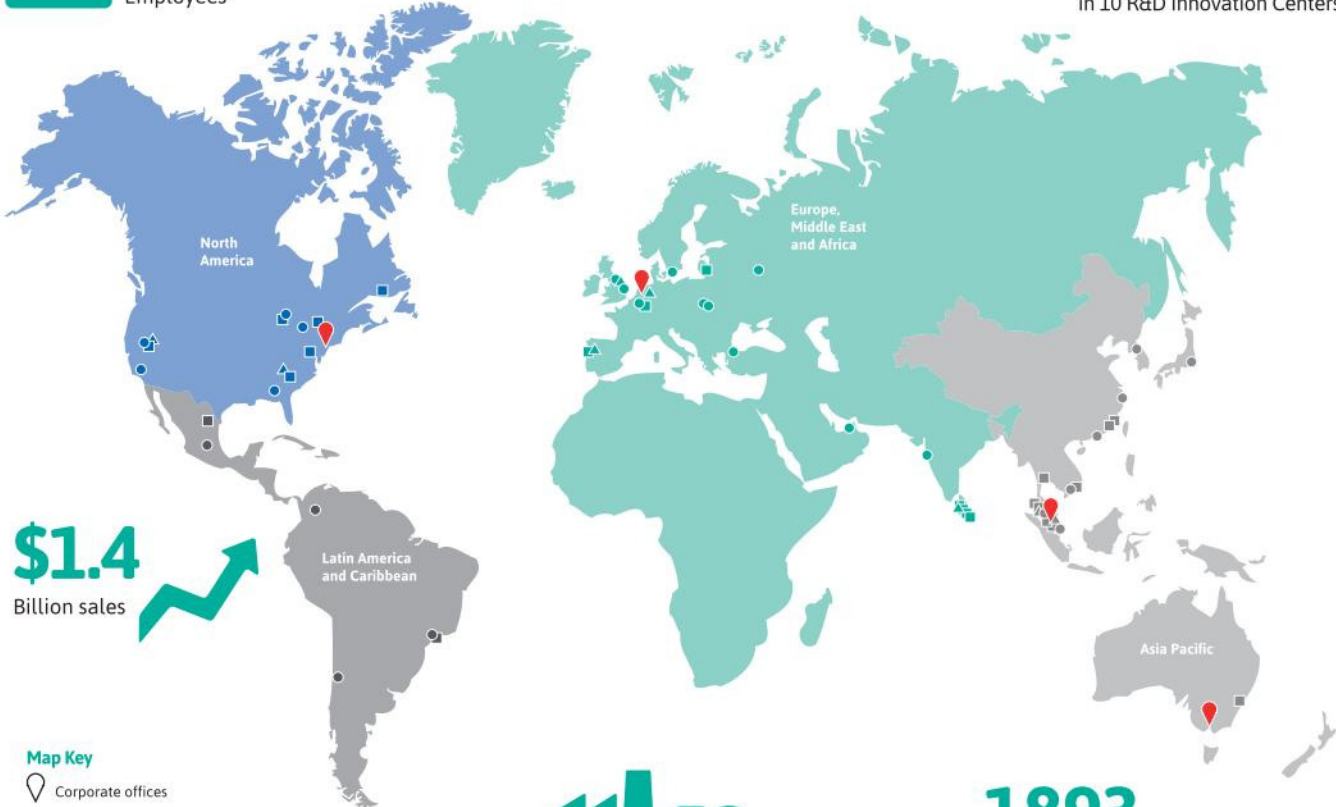 Employees
in 10 R&D Innovation Centers
North
America
Europe,
Middle East
and Africa
$1.4
Billion sales
Latin America
and Caribbean
Asia Pacific
Map Key
Corporate offices
1893